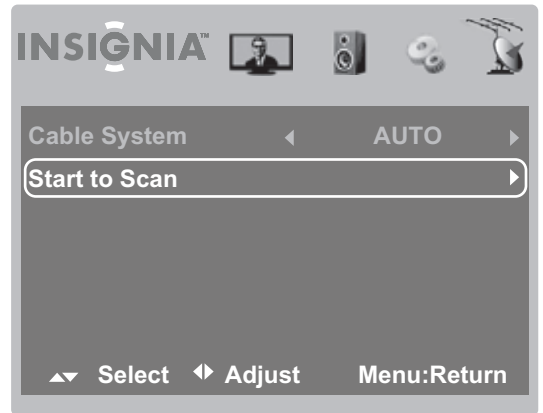 INSIGNIA™
Cable System AUTO
Start to Scan
Select Adjust Menu:Return